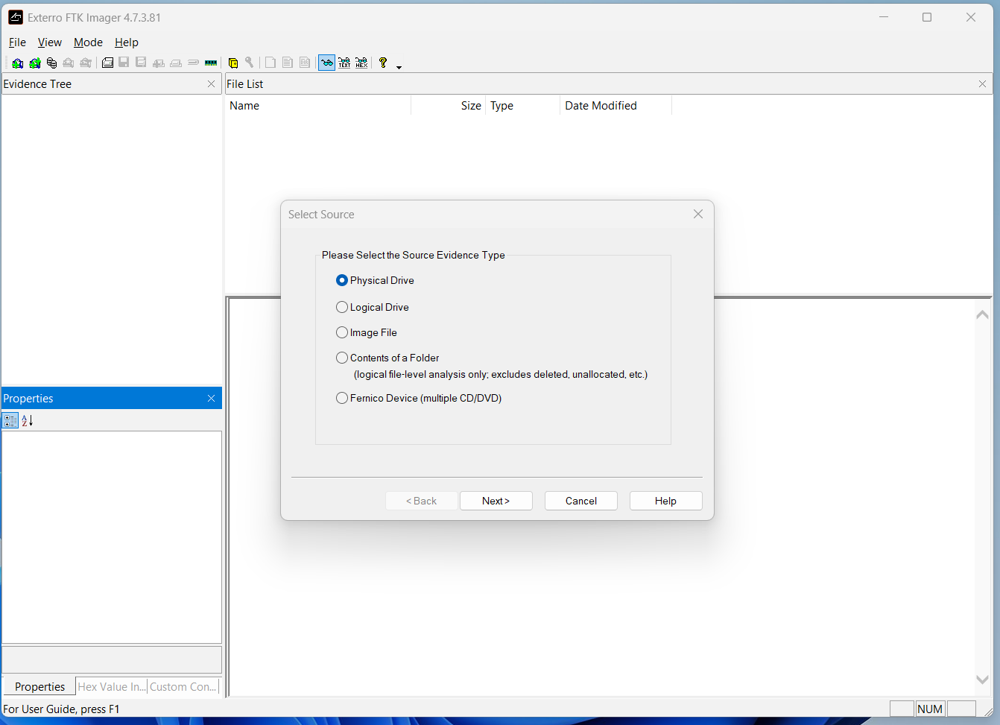 Exterro FTK Imager 4.7.3.81
File View Mode Help
TEXT HEX
Evidence Tree
File List
Name Size Type Date Modified
Select Source
Please Select the Source Evidence Type
Physical Drive
Logical Drive
Image File
Contents of a Folder
(logical file-level analysis only; excludes deleted, unallocated, etc.)
Fernico Device (multiple CD/DVD)
< Back Next > Cancel Help
Properties
A
Z
Properties Hex Value In... Custom Con...
For User Guide, press F1
NUM